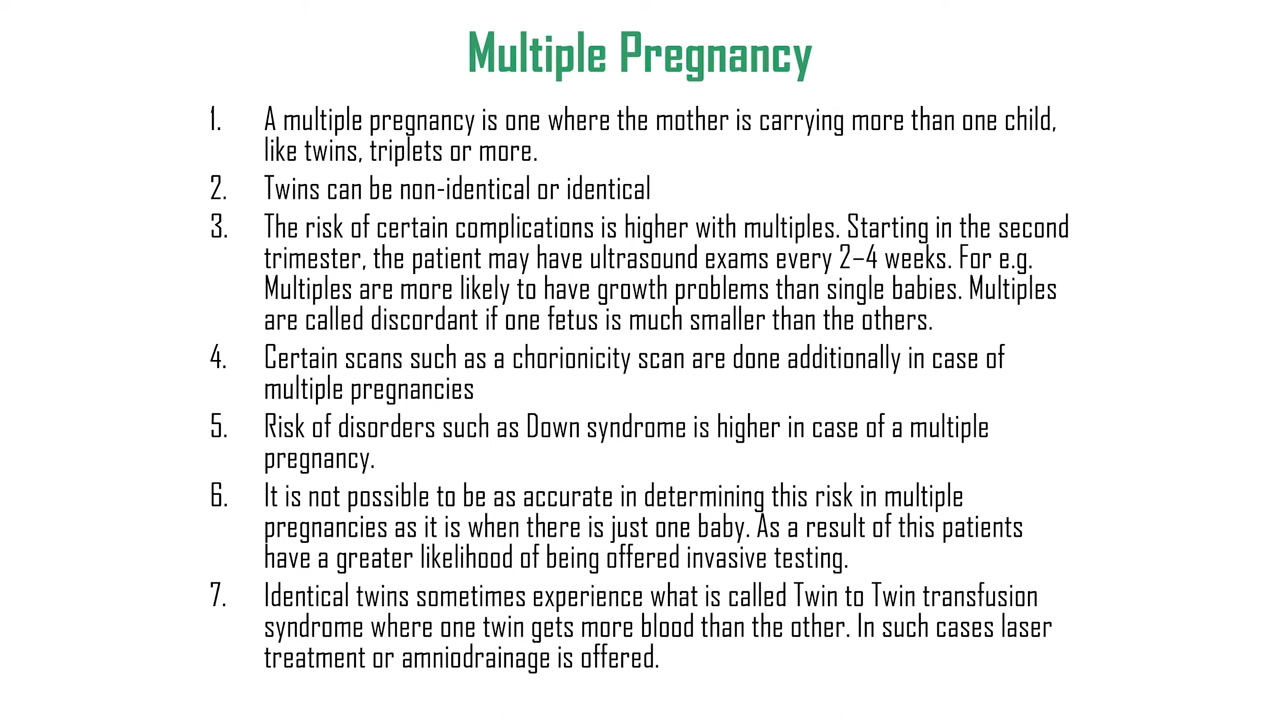 Multiple Pregnancy
1. A multiple pregnancy is one where the mother is carrying more than one child,
like twins, triplets or more.
2. Twins can be non-identical or identical
3. The risk of certain complications is higher with multiples. Starting in the second
trimester, the patient may have ultrasound exams every 2–4 weeks. For e.g.
Multiples are more likely to have growth problems than single babies. Multiples
are called discordant if one fetus is much smaller than the others.
4. Certain scans such as a chorionicity scan are done additionally in case of
multiple pregnancies
5. Risk of disorders such as Down syndrome is higher in case of a multiple
pregnancy.
6. It is not possible to be as accurate in determining this risk in multiple
pregnancies as it is when there is just one baby. As a result of this patients
have a greater likelihood of being offered invasive testing.
7. Identical twins sometimes experience what is called Twin to Twin transfusion
syndrome where one twin gets more blood than the other. In such cases laser
treatment or amniodrainage is offered.